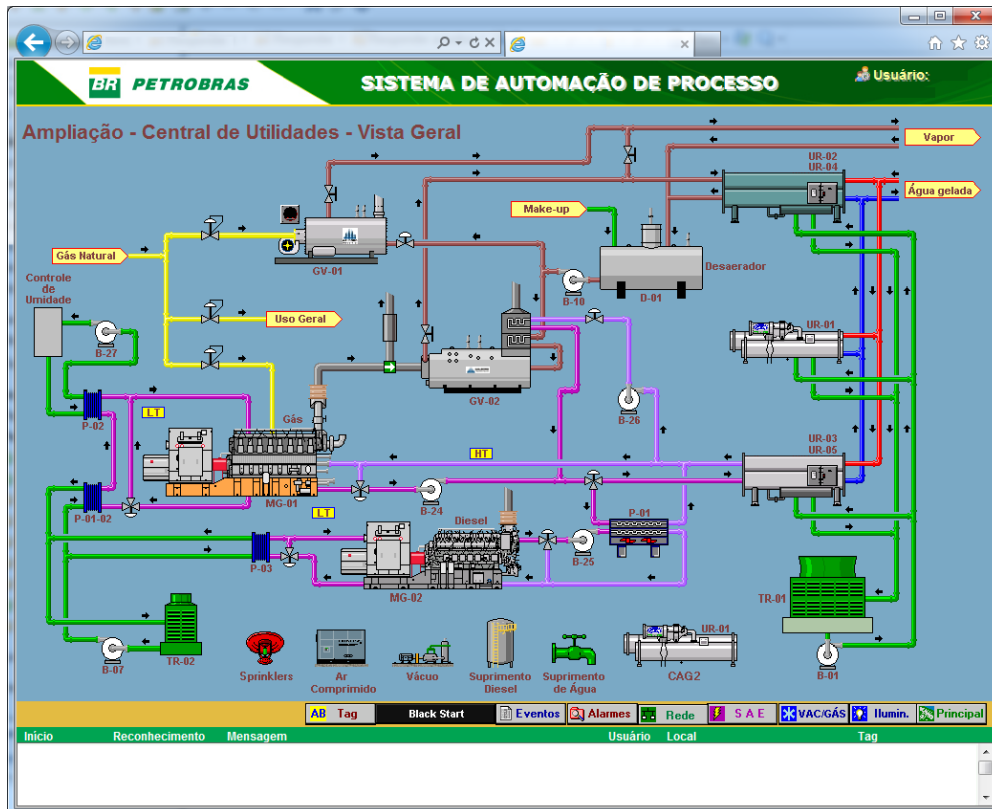 BR PETROBRAS
SISTEMA DE AUTOMAÇÃO DE PROCESSO
Usuário:
Ampliação - Central de Utilidades - Vista Geral
Vapor
UR-02
UR-04
Água gelada
Make-up
Gás Natural
GV-01
Desaerador
B-10
D-01
Controle
de
Umidade
Uso Geral
B-27
UR-01
GV-02
P-02
LT
Gás
B-26
HT
UR-03
UR-05
P-01-02
MG-01
LT
B-24
Diesel
P-01
P-03
B-25
MG-02
TR-01
UR-01
B-07
TR-02
Sprinklers
Ar
Comprimido
Vácuo
Suprimento
Diesel
Suprimento
de Água
CAG2
B-01
AB Tag
Black Start
Eventos
Alarmes
Rede
S A E
VAC/GÁS
Ilumin.
Principal
Início
Reconhecimento
Mensagem
Usuário
Local
Tag